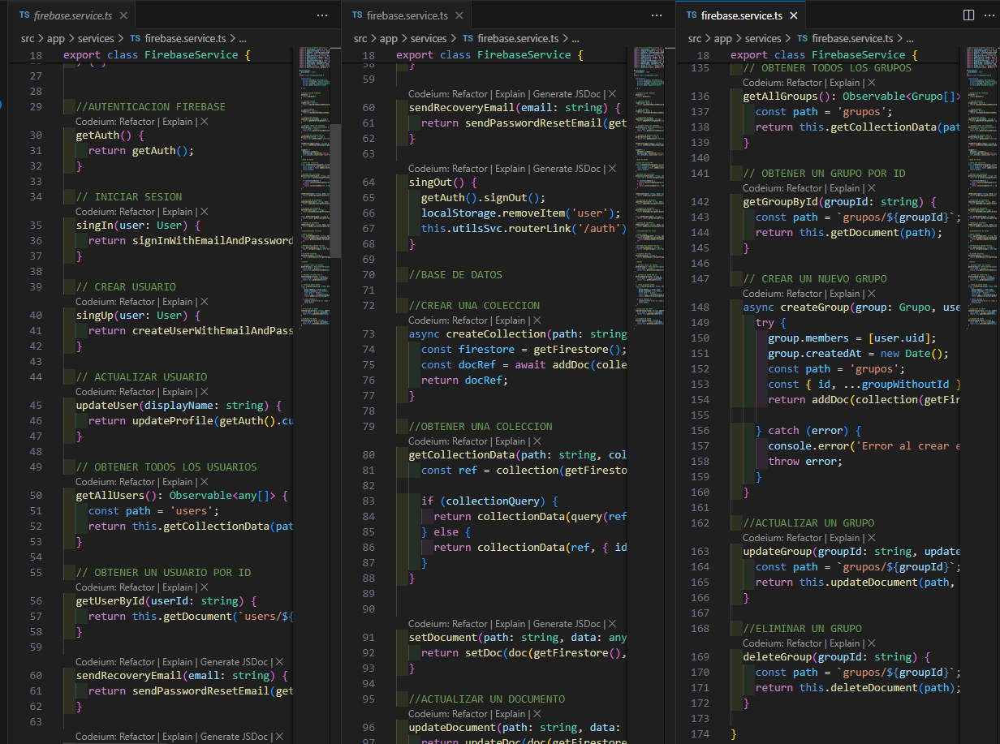 TS firebase.service.ts ×
src > app > services > TS firebase.service.ts > ...
18 export class FirebaseService {
27
28
29 //AUTENTICACION FIREBASE
Codeium: Refactor | Explain | ×
30 getAuth() {
31 return getAuth();
32 }
33
34 // INICIAR SESION
Codeium: Refactor | Explain | ×
35 singIn(user: User) {
36 return signInWithEmailAndPassword
37 }
38
39 // CREAR USUARIO
Codeium: Refactor | Explain | ×
40 singUp(user: User) {
41 return createUserWithEmailAndPass
42 }
43
44 // ACTUALIZAR USUARIO
Codeium: Refactor | Explain | ×
45 updateUser(displayName: string) {
46 return updateProfile(getAuth().cu
47 }
48
49 // OBTENER TODOS LOS USUARIOS
Codeium: Refactor | Explain | ×
50 getAllUsers(): Observable<any[]> {
51 const path = 'users';
52 return this.getCollectionData(pat
53 }
54
55 // OBTENER UN USUARIO POR ID
Codeium: Refactor | Explain | ×
56 getUserById(userId: string) {
57 return this.getDocument(`users/${
58 }
59
Codeium: Refactor | Explain | Generate JSDoc | ×
60 sendRecoveryEmail(email: string) {
61 return sendPasswordResetEmail(get
62 }
63
Codeium: Refactor | Explain | Generate JSDoc | ×
TS firebase.service.ts ×
src > app > services > TS firebase.service.ts > ...
18 export class FirebaseService {
58 }
59
Codeium: Refactor | Explain | Generate JSDoc | ×
60 sendRecoveryEmail(email: string) {
61 return sendPasswordResetEmail(get
62 }
63
Codeium: Refactor | Explain | Generate JSDoc | ×
64 singOut() {
65 getAuth().signOut();
66 localStorage.removeItem('user');
67 this.utilsSvc.routerLink('/auth')
68 }
69
70 //BASE DE DATOS
71
72 //CREAR UNA COLECCION
Codeium: Refactor | Explain | ×
73 async createCollection(path: string
74 const firestore = getFirestore();
75 const docRef = await addDoc(colle
76 return docRef;
77 }
78
79 //OBTENER UNA COLECCION
Codeium: Refactor | Explain | ×
80 getCollectionData(path: string, col
81 const ref = collection(getFiresto
82
83 if (collectionQuery) {
84 return collectionData(query(ref
85 } else {
86 return collectionData(ref, { id
87 }
88 }
89
90
Codeium: Refactor | Explain | Generate JSDoc | ×
91 setDocument(path: string, data: any
92 return setDoc(doc(getFirestore(),
93 }
94
95 //ACTUALIZAR UN DOCUMENTO
Codeium: Refactor | Explain | ×
96 updateDocument(path: string, data:
97 return updateDoc(doc(getFirestore
TS firebase.service.ts ×
src > app > services > TS firebase.service.ts > ...
18 export class FirebaseService {
135 // OBTENER TODOS LOS GRUPOS
Codeium: Refactor | Explain | ×
136 getAllGroups(): Observable<Grupo[]>
137 const path = 'grupos';
138 return this.getCollectionData(pat
139 }
140
141 // OBTENER UN GRUPO POR ID
Codeium: Refactor | Explain | ×
142 getGroupById(groupId: string) {
143 const path = `grupos/${groupId}`;
144 return this.getDocument(path);
145 }
146
147 // CREAR UN NUEVO GRUPO
Codeium: Refactor | Explain | ×
148 async createGroup(group: Grupo, use
149 try {
150 group.members = [user.uid];
151 group.createdAt = new Date();
152 const path = 'grupos';
153 const { id, ...groupWithoutId }
154 return addDoc(collection(getFir
155
156 } catch (error) {
157 console.error('Error al crear e
158 throw error;
159 }
160 }
161
162 //ACTUALIZAR UN GRUPO
Codeium: Refactor | Explain | ×
163 updateGroup(groupId: string, update
164 const path = `grupos/${groupId}`;
165 return this.updateDocument(path,
166 }
167
168 //ELIMINAR UN GRUPO
Codeium: Refactor | Explain | ×
169 deleteGroup(groupId: string) {
170 const path = `grupos/${groupId}`;
171 return this.deleteDocument(path);
172 }
173
174 }